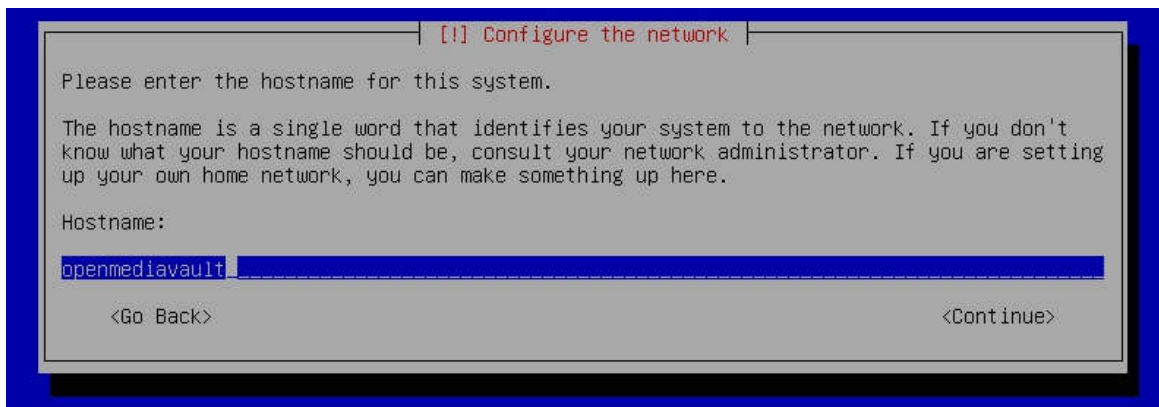 [!] Configure the network
Please enter the hostname for this system.
The hostname is a single word that identifies your system to the network. If you don't
know what your hostname should be, consult your network administrator. If you are setting
up your own home network, you can make something up here.
Hostname:
openmediavault
<Go Back> <Continue>